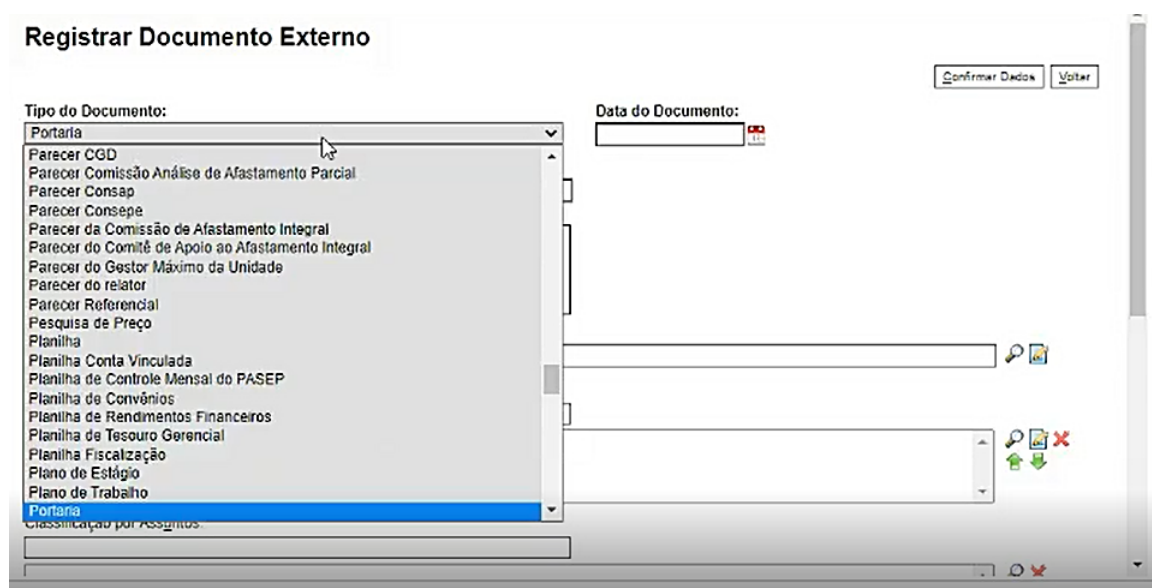 Registrar Documento Externo
Confirmar Dados Voltar
Tipo do Documento: Data do Documento:
Portaria
Parecer CGD
Parecer Comissão Análise de Afastamento Parcial
Parecer Consap
Parecer Consepe
Parecer da Comissão de Afastamento Integral
Parecer do Comitê de Apoio ao Afastamento Integral
Parecer do Gestor Máximo da Unidade
Parecer do relator
Parecer Referencial
Pesquisa de Preço
Planilha
Planilha Conta Vinculada
Planilha de Controle Mensal do PASEP
Planilha de Convênios
Planilha de Rendimentos Financeiros
Planilha de Tesouro Gerencial
Planilha Fiscalização
Plano de Estágio
Plano de Trabalho
Portaria
Classificação por Assuntos: